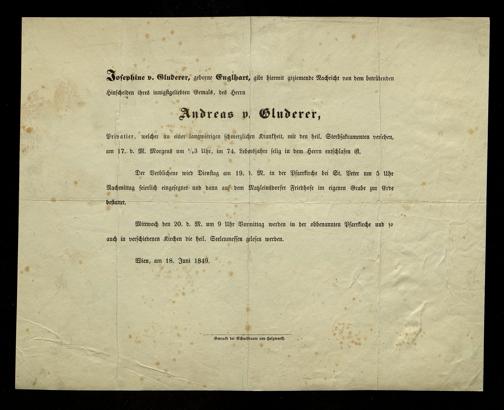 Josephine v. Gluderer, geborne Englhart, gibt hiermit geziemende Nachricht von dem betrübenden
Hinscheiden ihres innigstgeliebten Gemals, des Herrn
Andreas v. Gluderer,
Privatier, welcher an einer langwierigen schmerzlichen Krankheit, mit den heil. Sterbsakramenten versehen,
am 17. d. M. Morgens um 3 Uhr, im 74. Lebensjahre selig in dem Herrn entschlafen ist.
Der Verblichene wird Dienstag am 19. d. M. in der Pfarrkirche bei St. Peter um 5 Uhr
Nachmittag feierlich eingesegnet und dann auf dem Matzleinsdorfer Friedhofe im eigenen Grabe zur Erde
bestattet.
Mittwoch den 20. d. M. um 9 Uhr Vormittag werden in der obbenannten Pfarrkirche und so
auch in verschiedenen Kirchen die heil. Seelenmessen gelesen werden.
Wien, am 18. Juni 1849.
Gedruckt bei